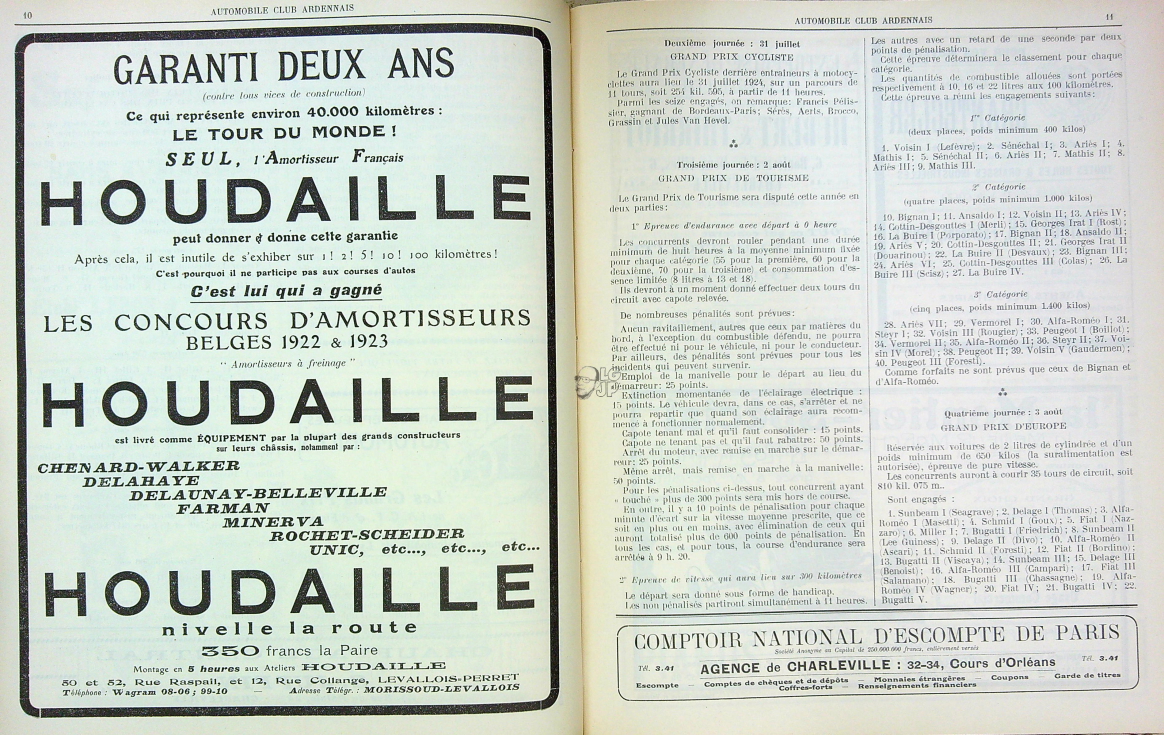 10
AUTOMOBILE CLUB ARDENNAIS
GARANTI DEUX ANS
(contre tous vices de construction)
Ce qui représente environ 40.000 kilomètres :
LE TOUR DU MONDE !
SEUL, l'Amortisseur Français
HOUDAILLE
peut donner & donne cette garantie
Après cela, il est inutile de s'exhiber sur 1! 2! 5! 10! 100 kilomètres!
C'est pourquoi il ne participe pas aux courses d'autos
C'est lui qui a gagné
LES CONCOURS D'AMORTISSEURS
BELGES 1922 & 1923
" Amortisseurs à freinage "
HOUDAILLE
est livré comme ÉQUIPEMENT par la plupart des grands constructeurs
sur leurs châssis, notamment par :
CHENARD-WALKER
DELAHAYE
DELAUNAY-BELLEVILLE
FARMAN
MINERVA
ROCHET-SCHEIDER
UNIC, etc..., etc..., etc...
HOUDAILLE
nivelle la route
350 francs la Paire
Montage en 5 heures aux Ateliers HOUDAILLE
50 et 52, Rue Raspail, et 12, Rue Collange, LEVALLOIS-PERRET
Téléphone : Wagram 08-06 ; 99-10 — Adresse Télégr. : MORISSOUD-LEVALLOIS
AUTOMOBILE CLUB ARDENNAIS
11
Deuxième journée : 31 juillet
GRAND PRIX CYCLISTE
Le Grand Prix Cycliste derrière entraîneurs à motocy-
clettes aura lieu le 31 juillet 1924, sur un parcours de
11 tours, soit 254 kil. 595, à partir de 11 heures.
Parmi les seize engagés, on remarque: Francis Pélis-
sier, gagnant de Bordeaux-Paris; Sérès, Aerts, Brocco,
Grassin et Jules Van Hevel.
Troisième journée : 2 août
GRAND PRIX DE TOURISME
Le Grand Prix de Tourisme sera disputé cette année en
deux parties:
1° Epreuve d'endurance avec départ à 0 heure
Les concurrents devront rouler pendant une durée
minimum de huit heures à la moyenne minimum fixée
pour chaque catégorie (55 pour la première, 60 pour la
deuxième, 70 pour la troisième) et consommation d'es-
sence limitée (8 litres à 13 et 18).
Ils devront à un moment donné effectuer deux tours du
circuit avec capote relevée.
De nombreuses pénalités sont prévues:
Aucun ravitaillement, autres que ceux par matières du
bord, à l'exception du combustible défendu, ne pourra
être effectué ni pour le véhicule, ni pour le conducteur.
Par ailleurs, des pénalités sont prévues pour tous les
incidents qui peuvent survenir.
Emploi de la manivelle pour le départ au lieu du
démarreur: 25 points.
Extinction momentanée de l'éclairage électrique :
15 points. Le véhicule devra, dans ce cas, s'arrêter et ne
pourra repartir que quand son éclairage aura recom-
mencé à fonctionner normalement.
Capote tenant mal et qu'il faut consolider : 15 points.
Capote ne tenant pas et qu'il faut rabattre: 50 points.
Arrêt du moteur, avec remise en marche sur le démar-
reur: 25 points.
Même arrêt, mais remise en marche à la manivelle:
50 points.
Pour les pénalisations ci-dessus, tout concurrent ayant
« touché » plus de 300 points sera mis hors de course.
En outre, il y a 10 points de pénalisation pour chaque
minute d'écart sur la vitesse moyenne prescrite, que ce
soit en plus ou en moins, avec élimination de ceux qui
auront totalisé plus de 600 points de pénalisation. En
tous les cas, et pour tous, la course d'endurance sera
arrêtée à 9 h. 20.
2° Epreuve de vitesse qui aura lieu sur 300 kilomètres
Le départ sera donné sous forme de handicap.
Les non pénalisés partiront simultanément à 11 heures.
Les autres avec un retard de une seconde par deux
points de pénalisation.
Cette épreuve déterminera le classement pour chaque
catégorie.
Les quantités de combustible allouées sont portées
respectivement à 10, 16 et 22 litres aux 100 kilomètres.
Cette épreuve a réuni les engagements suivants:
1re Catégorie
(deux places, poids minimum 400 kilos)
1. Voisin I (Lefèvre); 2. Sénéchal I; 3. Ariès I; 4.
Mathis I; 5. Sénéchal II; 6. Ariès II; 7. Mathis II; 8.
Ariès III; 9. Mathis III.
2e Catégorie
(quatre places, poids minimum 1.000 kilos)
10. Bignan I; 11. Ansaldo I; 12. Voisin II; 13. Ariès IV;
14. Cottin-Desgouttes I (Merli); 15. Georges Irat I (Rost);
16. La Buire I (Porporato); 17. Bignan II; 18. Ansaldo II;
19. Ariès V; 20. Cottin-Desgouttes II; 21. Georges Irat II
(Douarinou); 22. La Buire II (Desvaux); 23. Bignan III;
24. Ariès VI; 25. Cottin-Desgouttes III (Colas); 26. La
Buire III (Scisz); 27. La Buire IV.
3e Catégorie
(cinq places, poids minimum 1.400 kilos)
28. Ariès VII; 29. Vermorel I; 30. Alfa-Roméo I; 31.
Steyr I; 32. Voisin III (Rougier); 33. Peugeot I (Boillot);
34. Vermorel II; 35. Alfa-Roméo II; 36. Steyr II; 37. Voi-
sin IV (Morel); 38. Peugeot II; 39. Voisin V (Gaudermen);
40. Peugeot III (Foresti).
Comme forfaits ne sont prévus que ceux de Bignan et
d'Alfa-Roméo.
Quatrième journée : 3 août
GRAND PRIX D'EUROPE
Réservée aux voitures de 2 litres de cylindrée et d'un
poids minimum de 650 kilos (la suralimentation est
autorisée), épreuve de pure vitesse.
Les concurrents auront à courir 35 tours de circuit, soit
810 kil. 075 m..
Sont engagés :
1. Sunbeam I (Seagrave); 2. Delage I (Thomas); 3. Alfa-
Roméo I (Masetti); 4. Schmid I (Goux); 5. Fiat I (Naz-
zaro); 6. Miller I; 7. Bugatti I (Friedrich); 8. Sunbeam II
(Lee Guiness); 9. Delage II (Divo); 10. Alfa-Roméo II
Ascari); 11. Schmid II (Foresti); 12. Fiat II (Bordino;
13. Bugatti II (Viscaya); 14. Sunbeam III; 15. Delage III
(Benoist); 16. Alfa-Roméo III (Campari); 17. Fiat III
Salamano); 18. Bugatti III (Chassagne); 19. Alfa-
Roméo IV (Wagner); 20. Fiat IV; 21. Bugatti IV; 22.
Bugatti V.
COMPTOIR NATIONAL D'ESCOMPTE DE PARIS
Société Anonyme au Capital de 250.000.000 francs, entièrement versés
Tél. 3.41 AGENCE de CHARLEVILLE : 32-34, Cours d'Orléans Tél. 3.41
Escompte — Comptes de chèques et de dépôts — Monnaies étrangères — Coupons — Garde de titres
Coffres-forts — Renseignements financiers
LG
JP